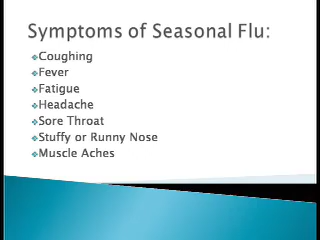 Symptoms of Seasonal Flu:
❖Coughing
❖Fever
❖Fatigue
❖Headache
❖Sore Throat
❖Stuffy or Runny Nose
❖Muscle Aches